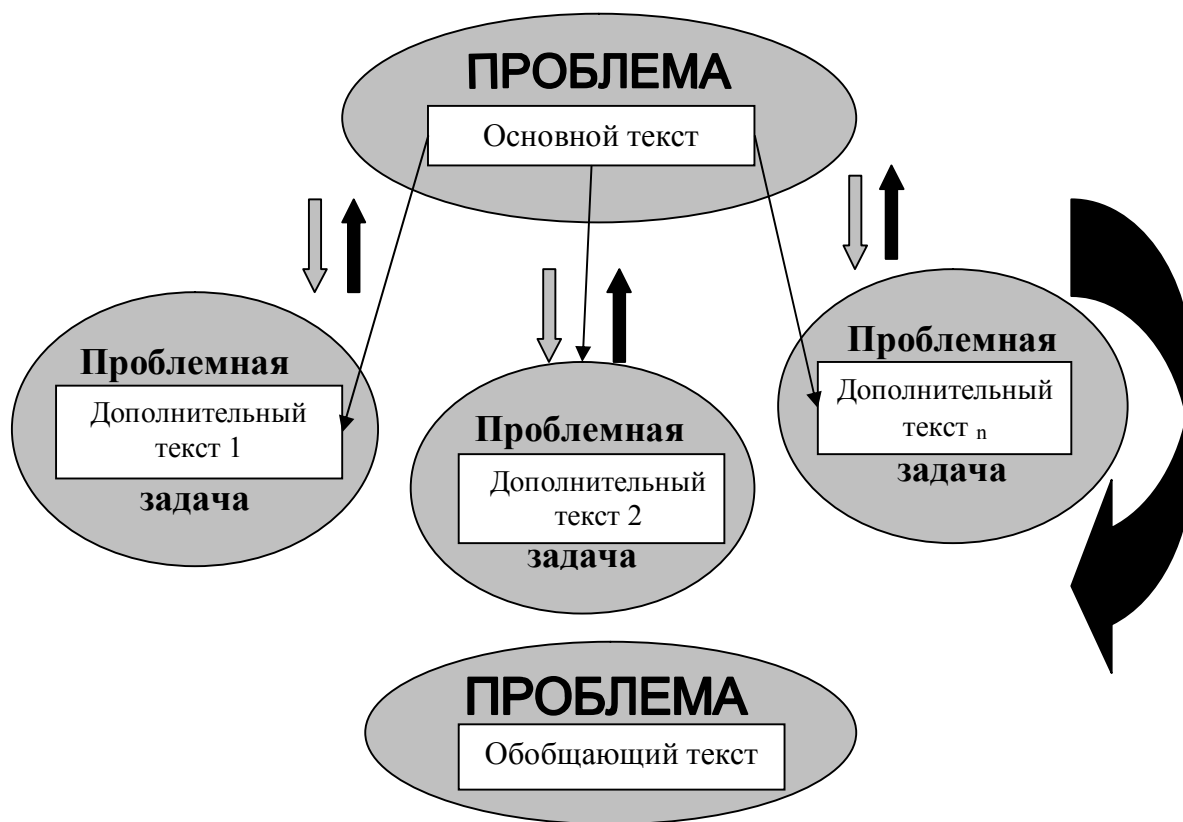 ПРОБЛЕМА
Основной текст
Проблемная
Дополнительный
текст 1
задача
Проблемная
Дополнительный
текст 2
задача
Проблемная
Дополнительный
текст n
задача
ПРОБЛЕМА
Обобщающий текст